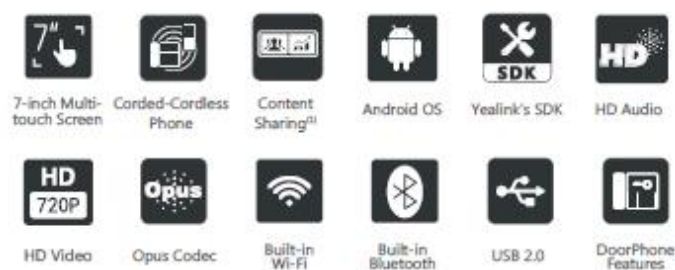 7"
SDK
HD
7-inch Multi-
touch Screen
Corded-Cordless
Phone
Content
Sharing⁽¹⁾
Android OS
Yealink's SDK
HD Audio
HD
720P
Opus
HD Video
Opus Codec
Built-in
Wi-Fi
Built-in
Bluetooth
USB 2.0
DoorPhone
Features